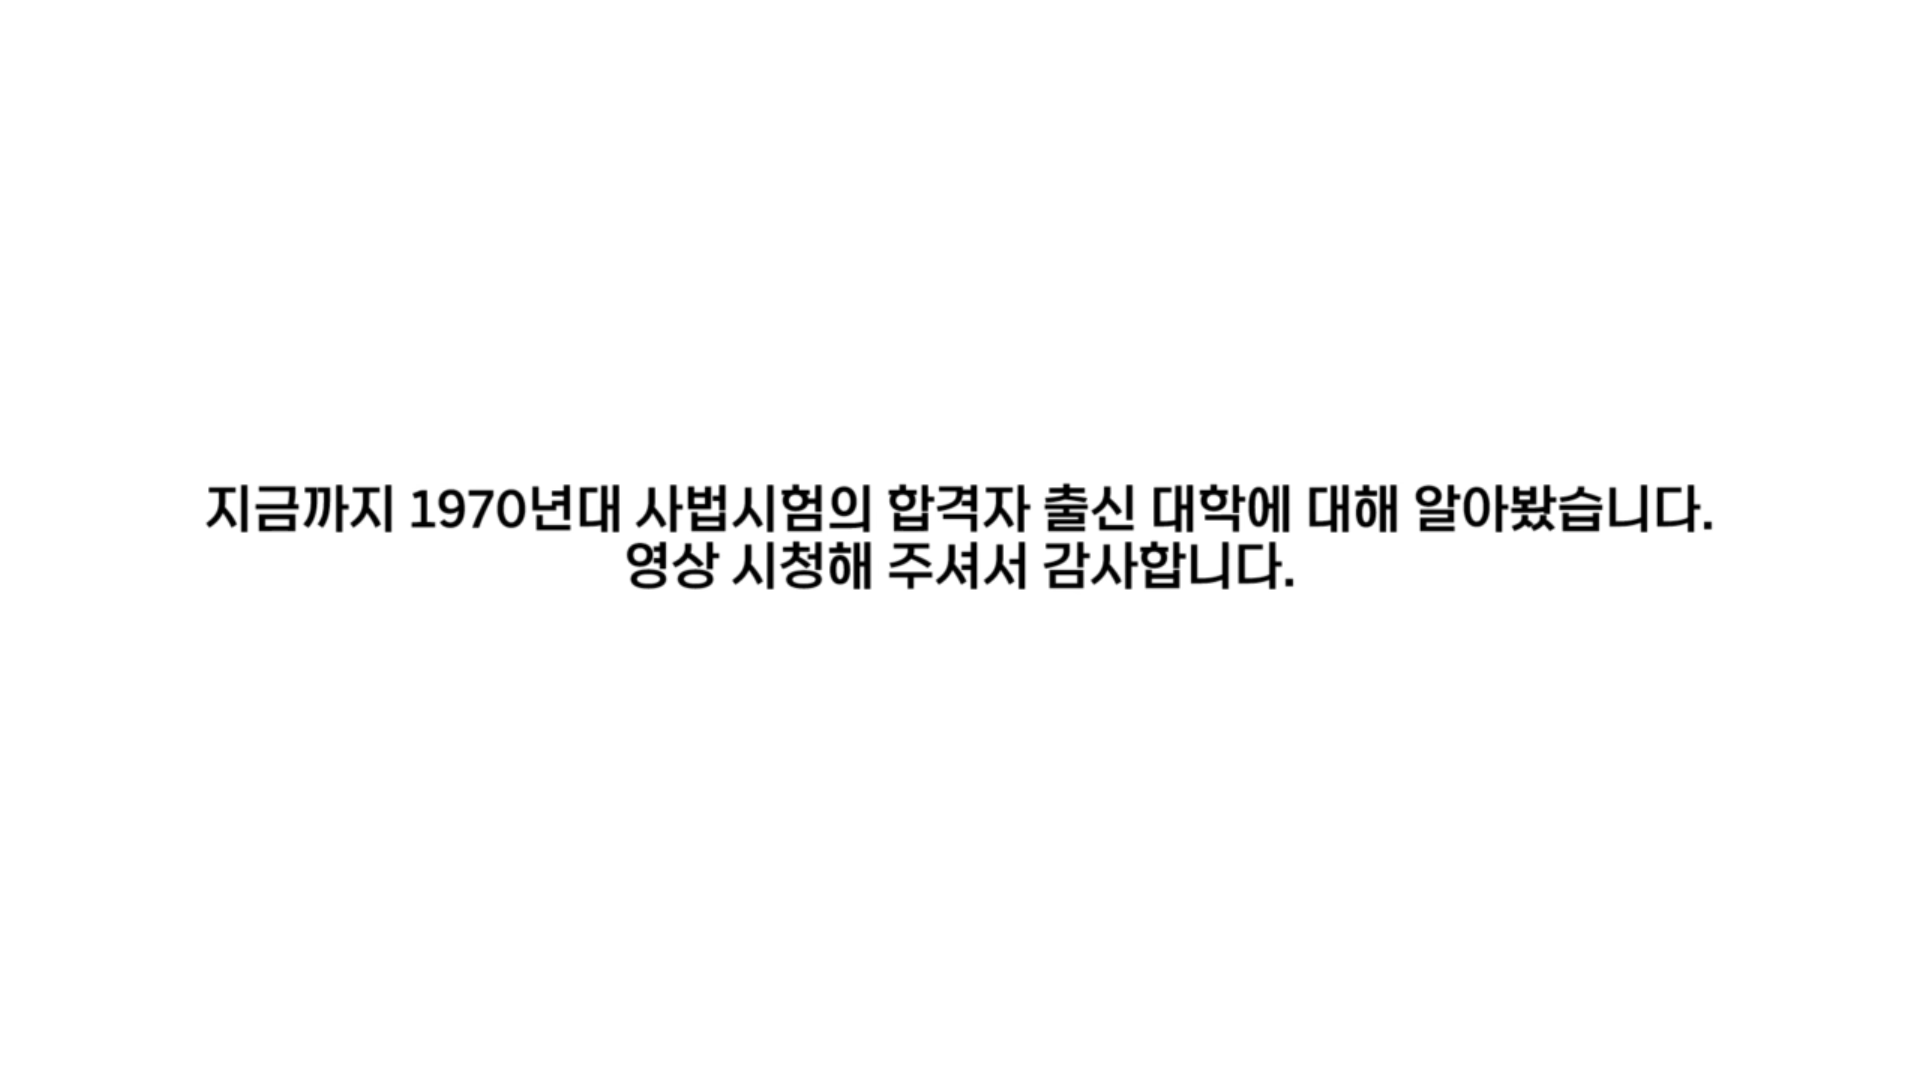 지금까지 1970년대 사법시험의 합격자 출신 대학에 대해 알아봤습니다.
영상 시청해 주셔서 감사합니다.